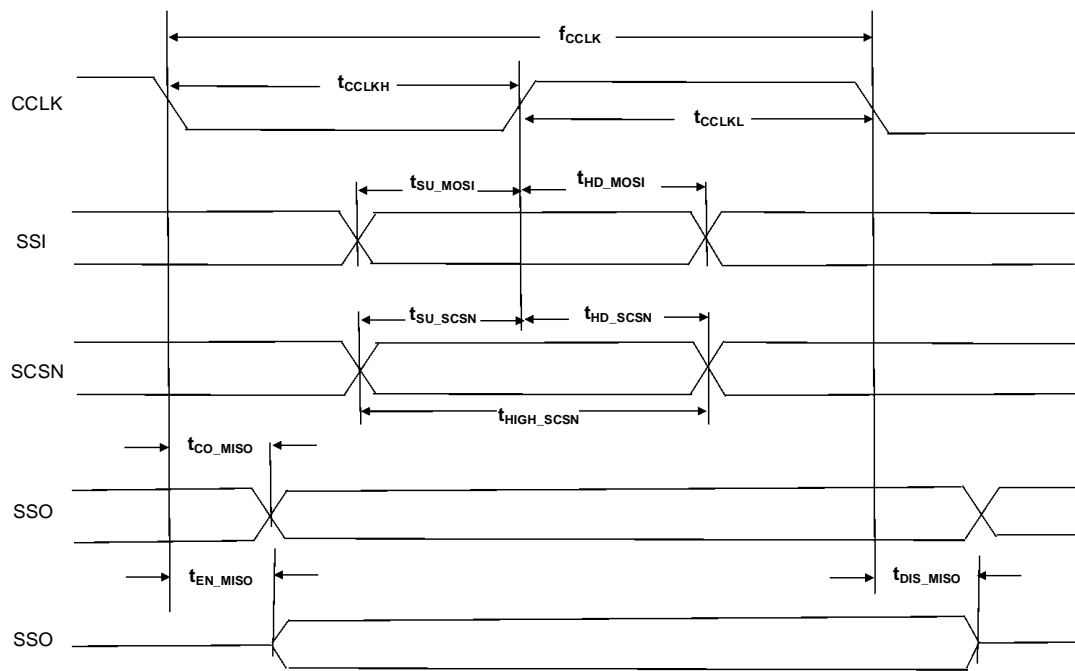 fCCLK
tCCLKH
CCLK
tCCLKL
tSU_MOSI tHD_MOSI
SSI
tSU_SCSN tHD_SCSN
SCSN
tHIGH_SCSN
tCO_MISO
SSO
tEN_MISO tDIS_MISO
SSO